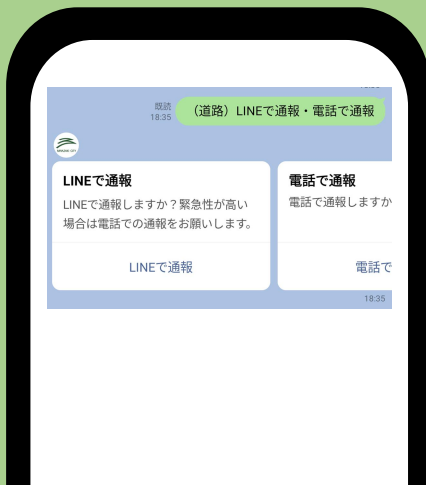 既読
18:35
（道路）LINEで通報・電話で通報
LINEで通報
LINEで通報しますか？緊急性が高い
場合は電話での通報をお願いします。
LINEで通報
電話で通報
電話で通報しますか
電話で
18:35